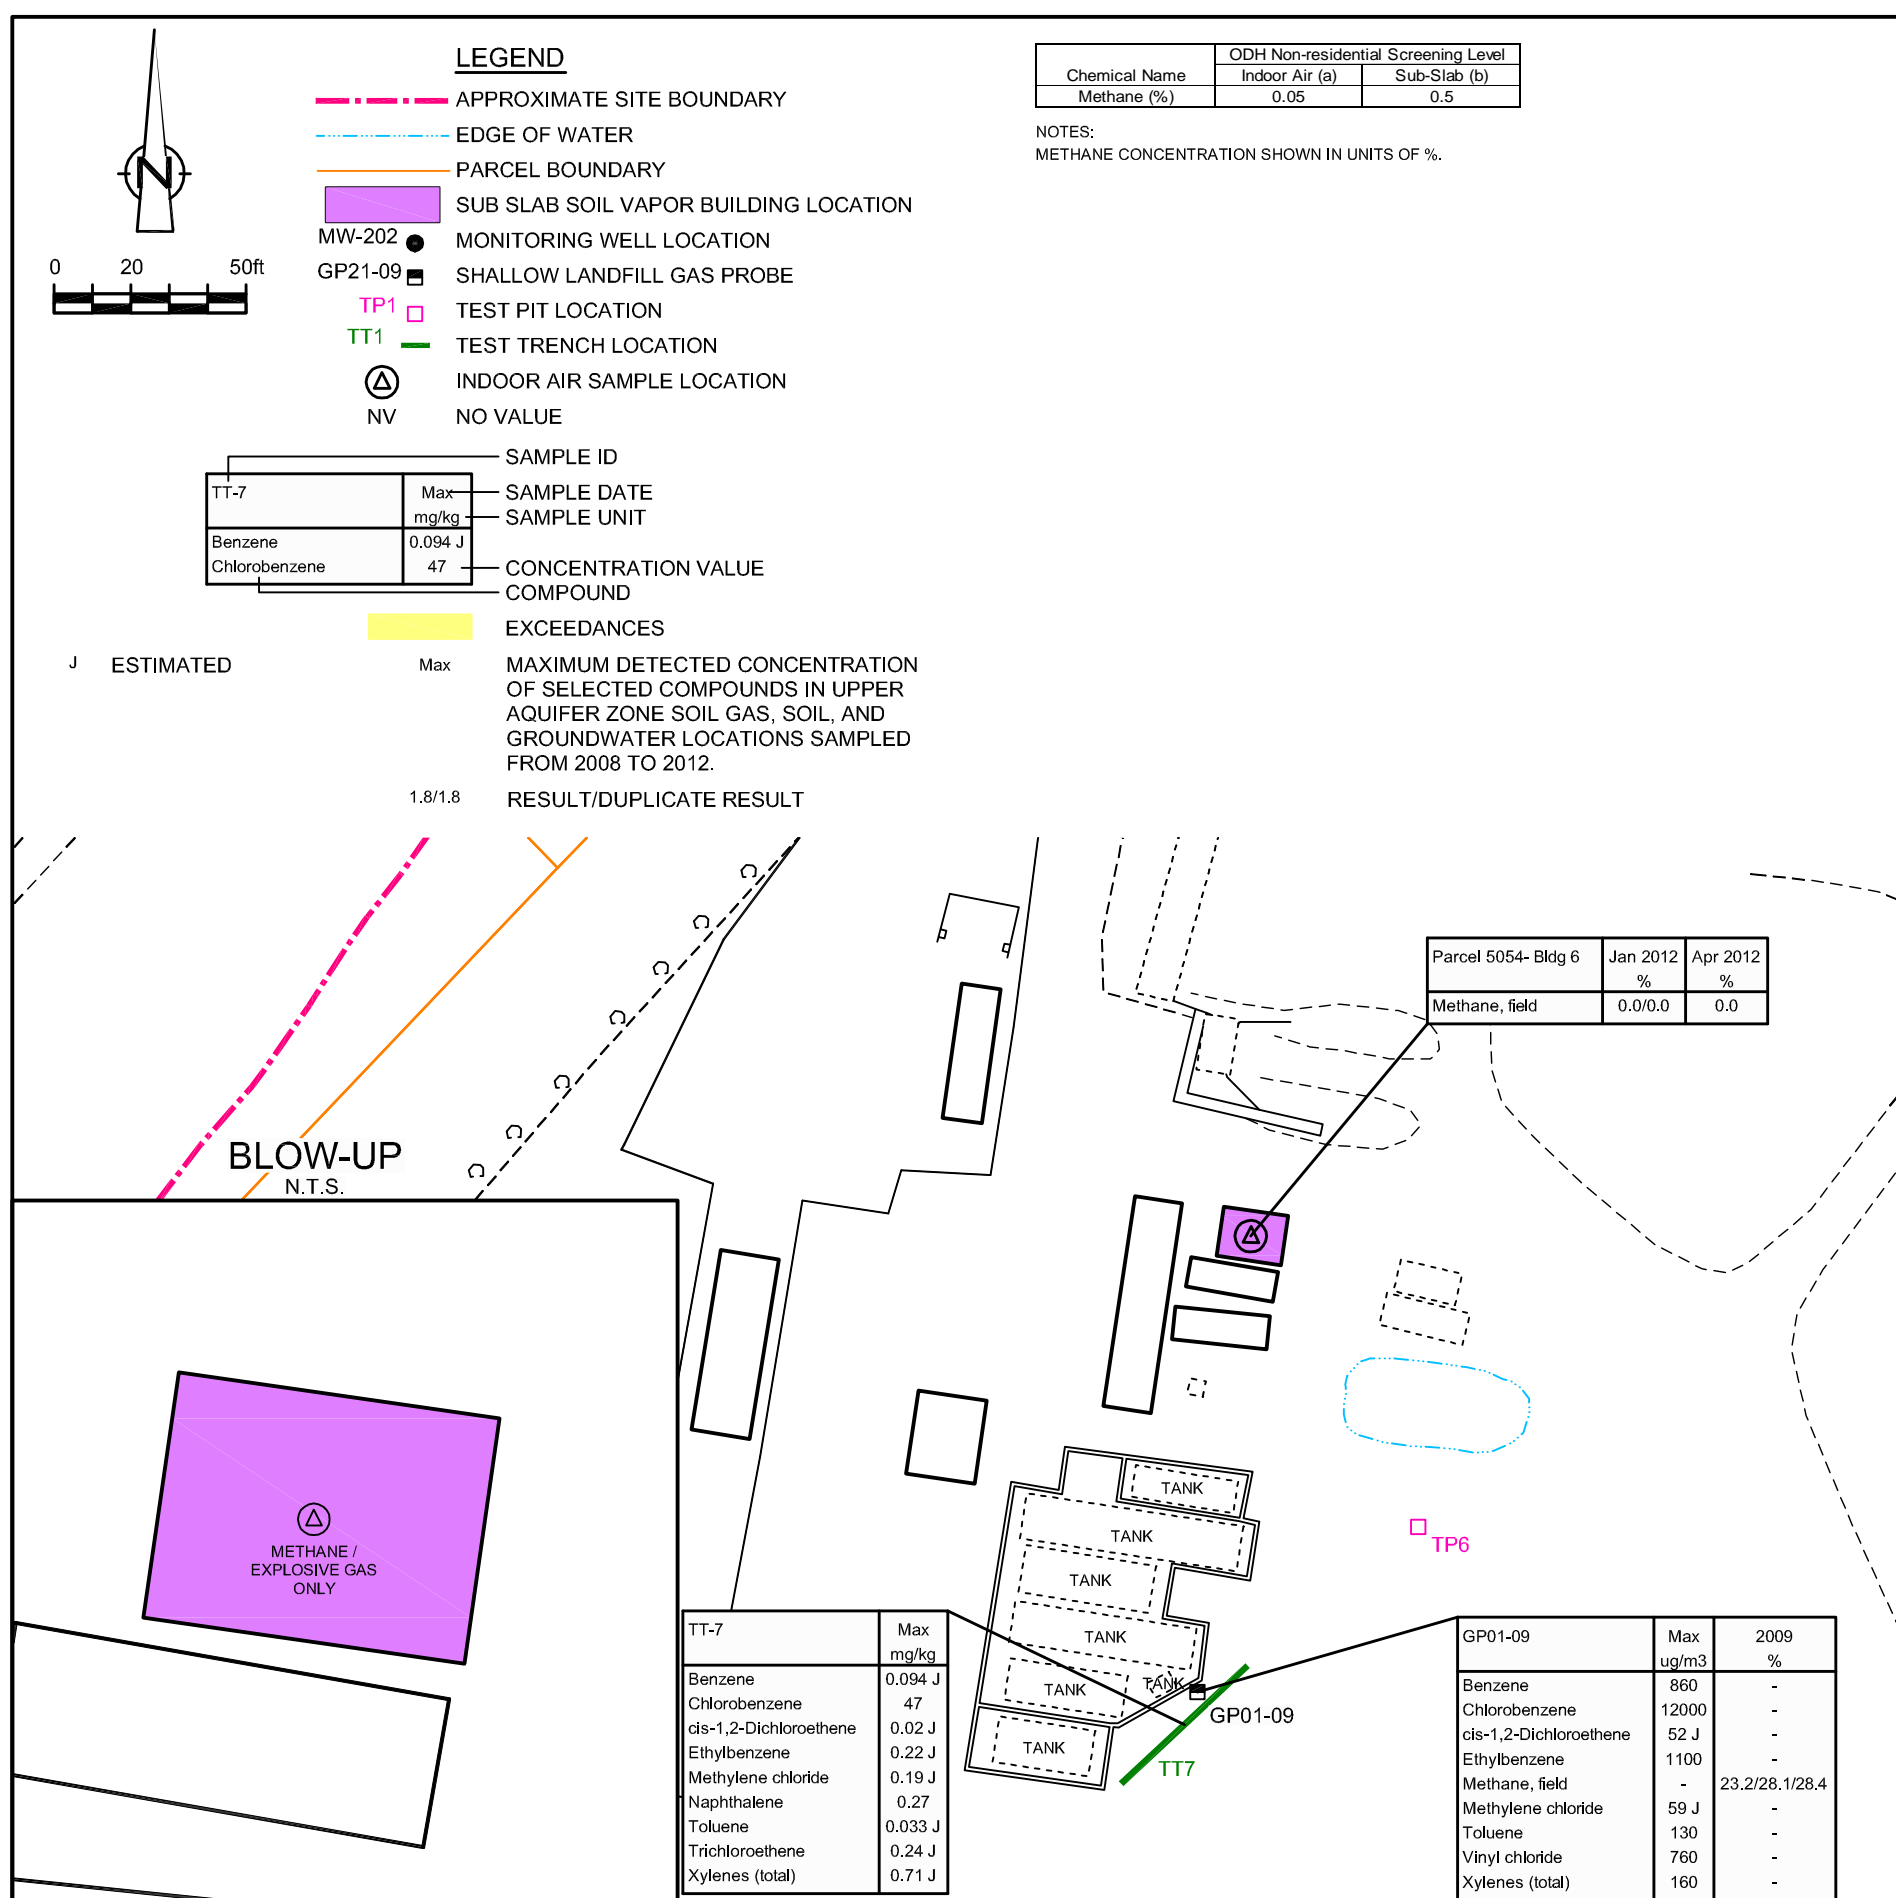 N
0 20 50ft
LEGEND
APPROXIMATE SITE BOUNDARY
EDGE OF WATER
PARCEL BOUNDARY
SUB SLAB SOIL VAPOR BUILDING LOCATION
MW-202 MONITORING WELL LOCATION
GP21-09 SHALLOW LANDFILL GAS PROBE
TP1 TEST PIT LOCATION
TT1 TEST TRENCH LOCATION
INDOOR AIR SAMPLE LOCATION
NV NO VALUE
SAMPLE ID
TT-7 Max SAMPLE DATE
mg/kg SAMPLE UNIT
Benzene 0.094 J
Chlorobenzene 47 CONCENTRATION VALUE
COMPOUND
EXCEEDANCES
J ESTIMATED
Max MAXIMUM DETECTED CONCENTRATION
OF SELECTED COMPOUNDS IN UPPER
AQUIFER ZONE SOIL GAS, SOIL, AND
GROUNDWATER LOCATIONS SAMPLED
FROM 2008 TO 2012.
1.8/1.8 RESULT/DUPLICATE RESULT
ODH Non-residential Screening Level
Chemical Name Indoor Air (a) Sub-Slab (b)
Methane (%) 0.05 0.5
NOTES:
METHANE CONCENTRATION SHOWN IN UNITS OF %.
Parcel 5054- Bldg 6 Jan 2012 Apr 2012
% %
Methane, field 0.0/0.0 0.0
BLOW-UP
N.T.S.
METHANE /
EXPLOSIVE GAS
ONLY
TANK
TANK
TANK
TANK
TANK
TANK
TANK
TP6
GP01-09
TT7
TT-7 Max
mg/kg
Benzene 0.094 J
Chlorobenzene 47
cis-1,2-Dichloroethene 0.02 J
Ethylbenzene 0.22 J
Methylene chloride 0.19 J
Naphthalene 0.27
Toluene 0.033 J
Trichloroethene 0.24 J
Xylenes (total) 0.71 J
GP01-09 Max 2009
ug/m3 %
Benzene 860 -
Chlorobenzene 12000 -
cis-1,2-Dichloroethene 52 J -
Ethylbenzene 1100 -
Methane, field - 23.2/28.1/28.4
Methylene chloride 59 J -
Toluene 130 -
Vinyl chloride 760 -
Xylenes (total) 160 -